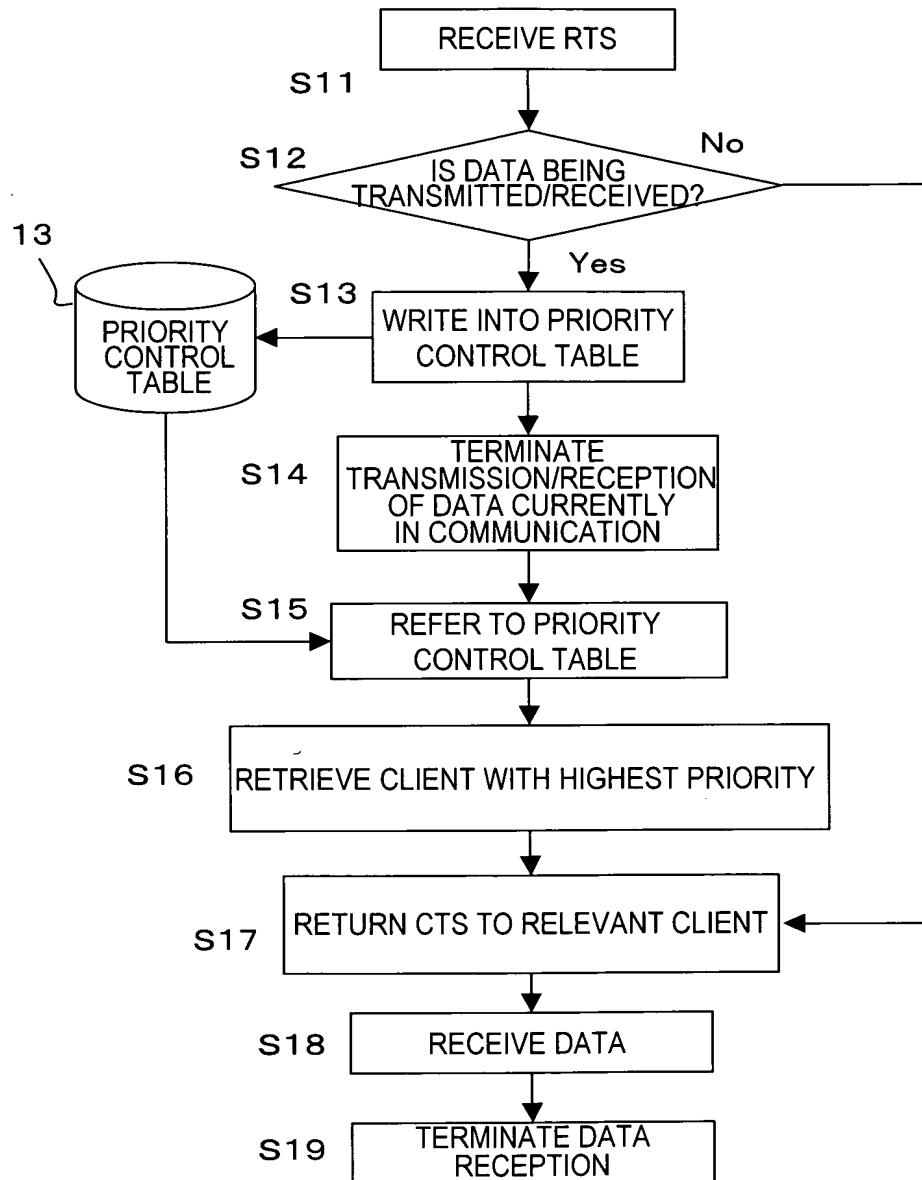 RECEIVE RTS
S11
S12
No
IS DATA BEING
TRANSMITTED/RECEIVED?
13
Yes
S13
WRITE INTO PRIORITY
CONTROL TABLE
PRIORITY
CONTROL
TABLE
S14
TERMINATE
TRANSMISSION/RECEPTION
OF DATA CURRENTLY
IN COMMUNICATION
S15
REFER TO PRIORITY
CONTROL TABLE
S16
RETRIEVE CLIENT WITH HIGHEST PRIORITY
S17
RETURN CTS TO RELEVANT CLIENT
S18
RECEIVE DATA
S19
TERMINATE DATA
RECEPTION